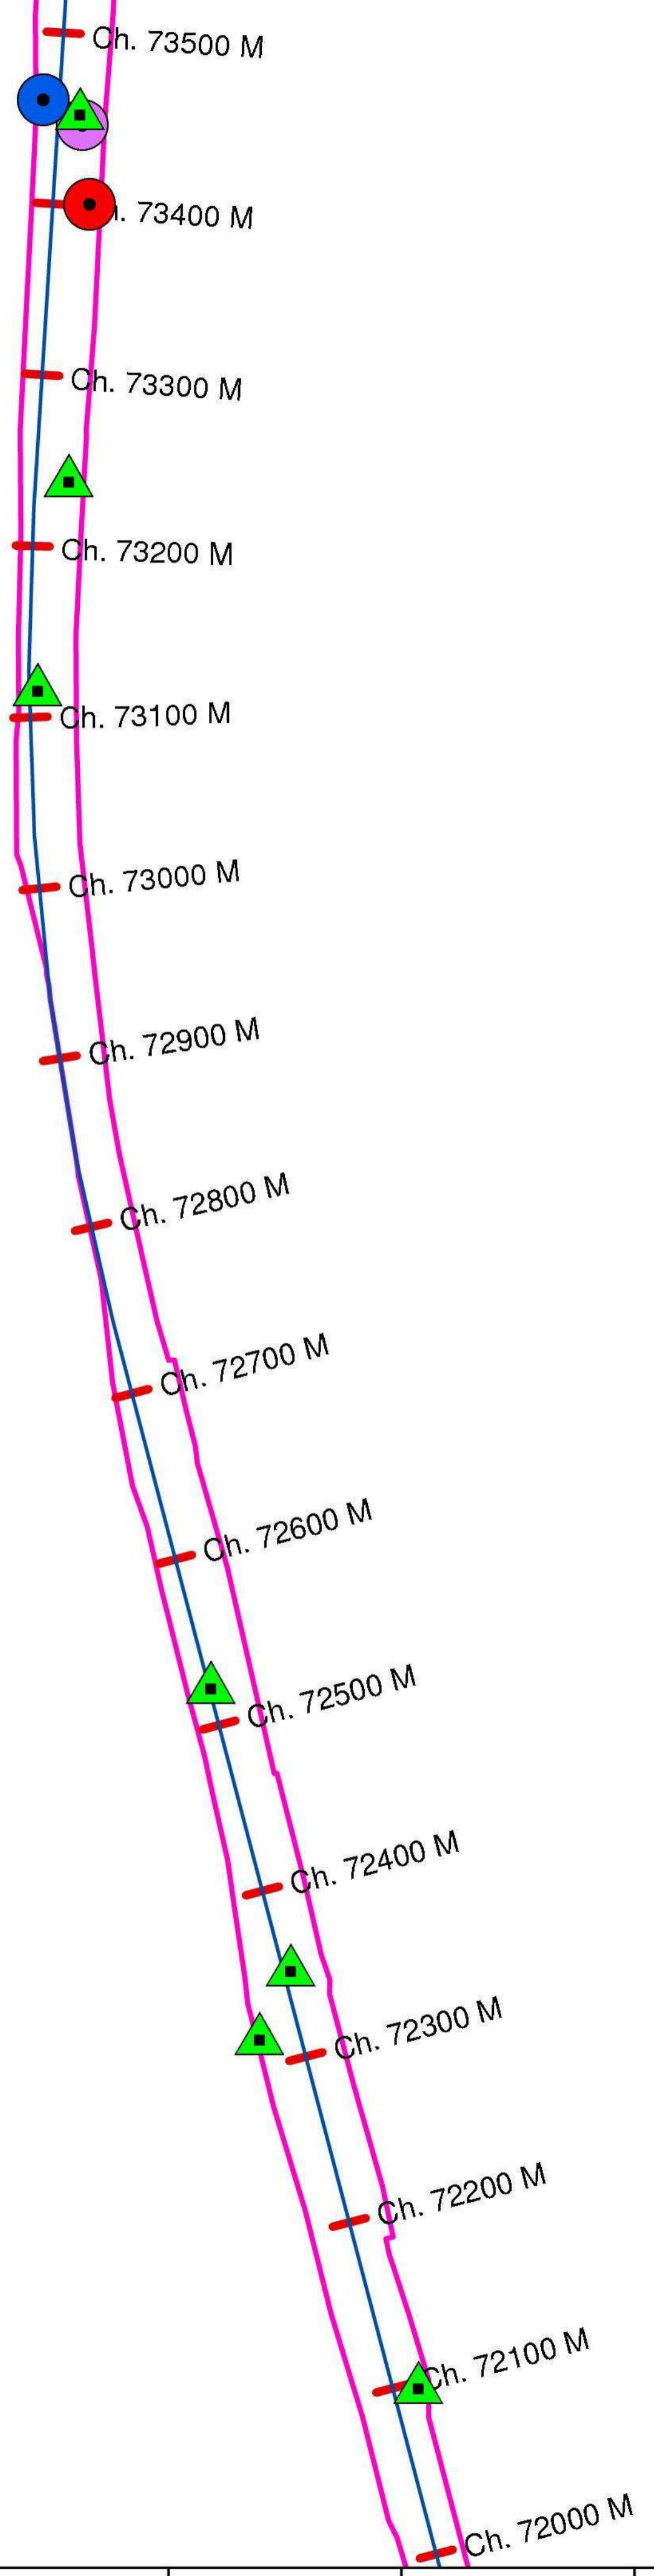 Ch. 73500 M
. 73400 M
Ch. 73300 M
Ch. 73200 M
Ch. 73100 M
Ch. 73000 M
Ch. 72900 M
Ch. 72800 M
Ch. 72700 M
Ch. 72600 M
Ch. 72500 M
Ch. 72400 M
Ch. 72300 M
Ch. 72200 M
Ch. 72100 M
Ch. 72000 M